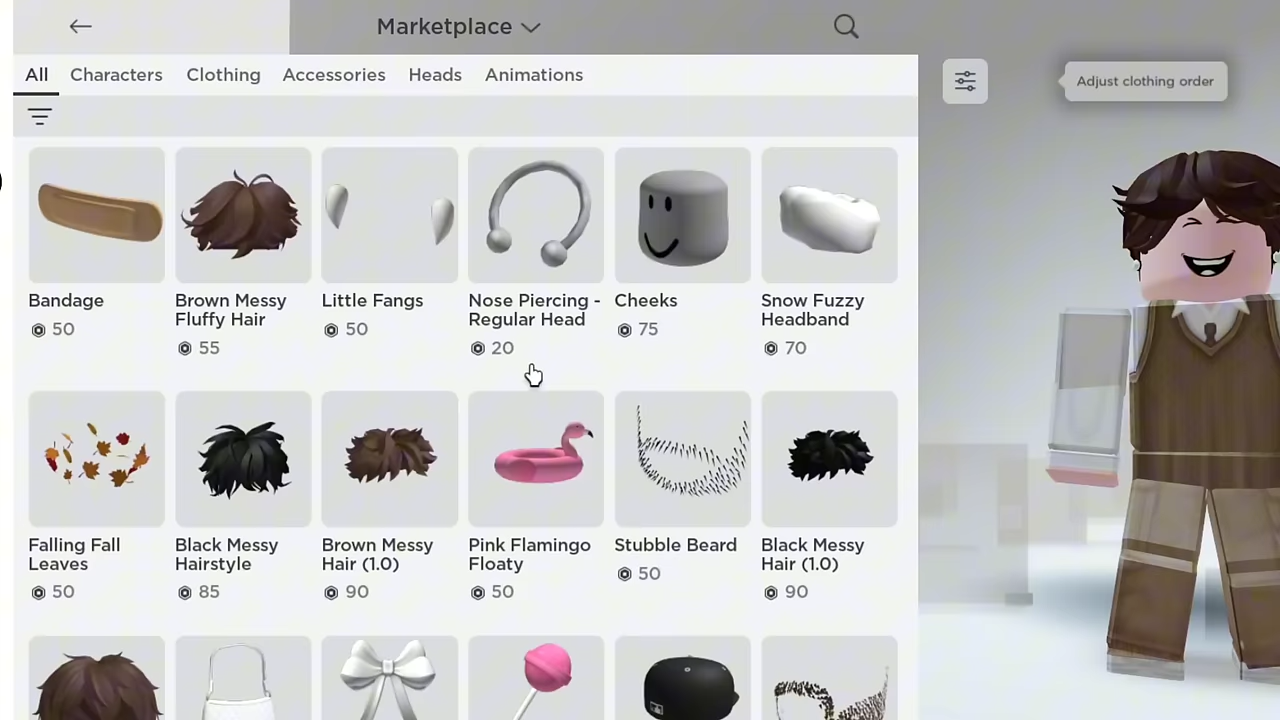 Marketplace
All Characters Clothing Accessories Heads Animations
Adjust clothing order
Bandage
50
Brown Messy
Fluffy Hair
55
Little Fangs
50
Nose Piercing -
Regular Head
20
Cheeks
75
Snow Fuzzy
Headband
70
Falling Fall
Leaves
50
Black Messy
Hairstyle
85
Brown Messy
Hair (1.0)
90
Pink Flamingo
Floaty
50
Stubble Beard
50
Black Messy
Hair (1.0)
90